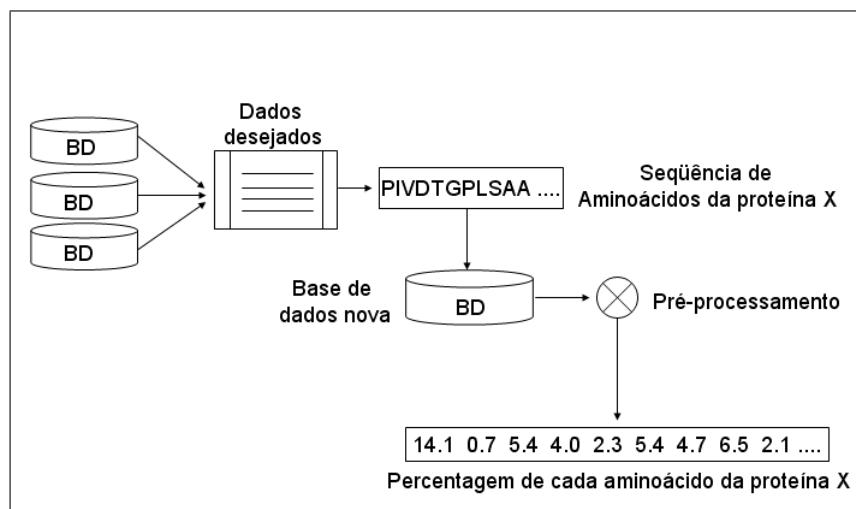 Dados
desejados
BD
BD
BD
PIVDTGPLSAA ....
Seqüência de
Aminoácidos da proteína X
Base de
dados nova
BD
Pré-processamento
14.1 0.7 5.4 4.0 2.3 5.4 4.7 6.5 2.1 ....
Percentagem de cada aminoácido da proteína X